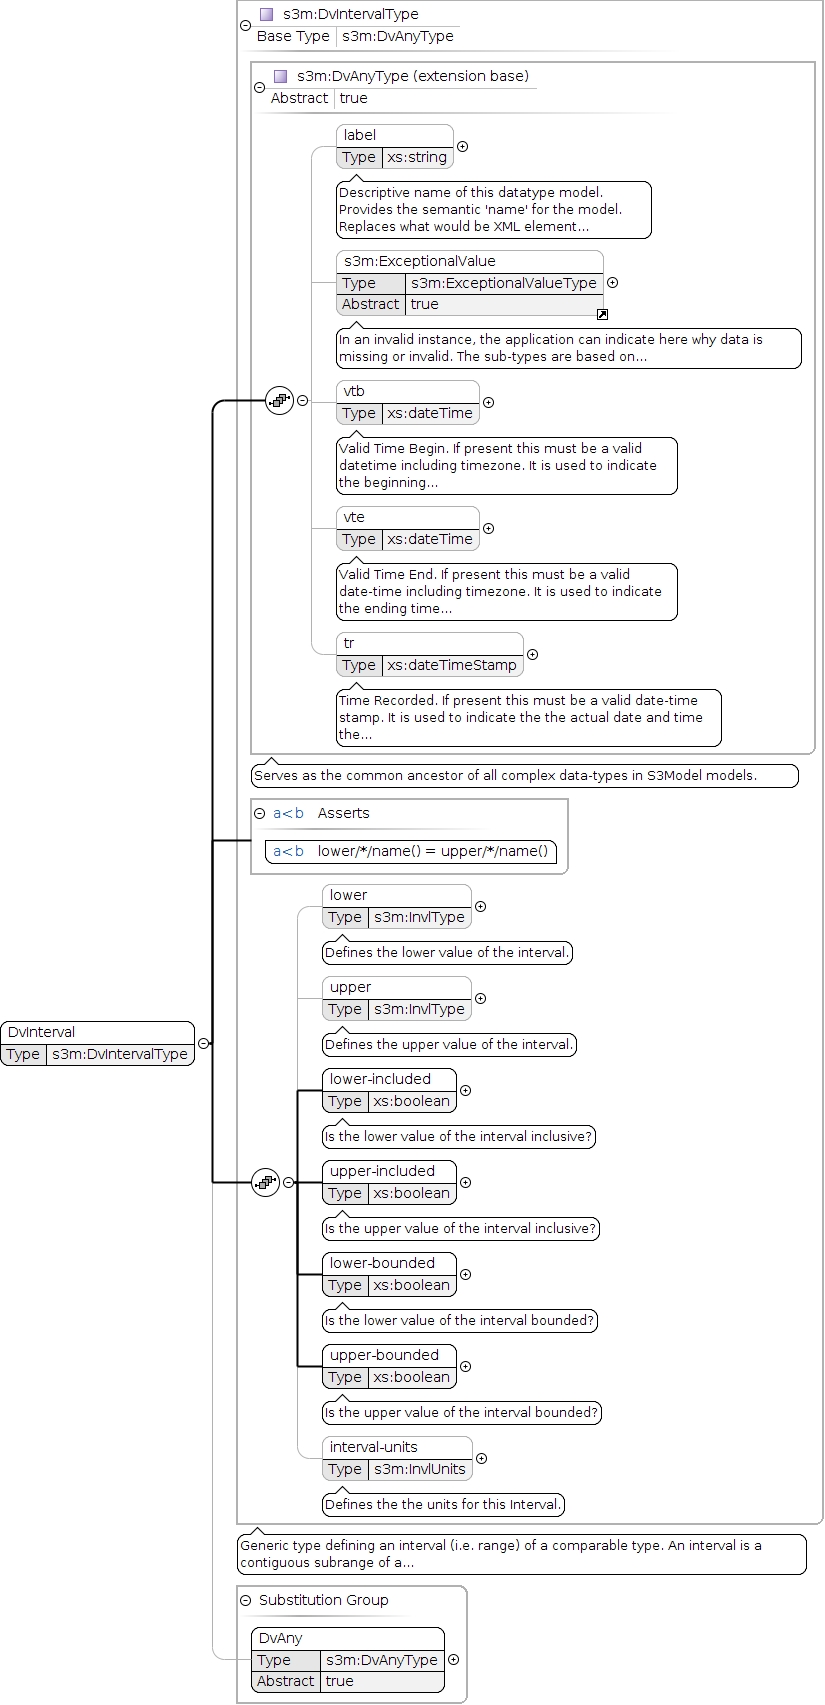 s3m:DvIntervalType
Base Type s3m:DvAnyType
s3m:DvAnyType (extension base)
Abstract true
label
Type xs:string
Descriptive name of this datatype model.
Provides the semantic 'name' for the model.
Replaces what would be XML element...
s3m:ExceptionalValue
Type s3m:ExceptionalValueType
Abstract true
In an invalid instance, the application can indicate here why data is
missing or invalid. The sub-types are based on...
vtb
Type xs:dateTime
Valid Time Begin. If present this must be a valid
datetime including timezone. It is used to indicate
the beginning...
vte
Type xs:dateTime
Valid Time End. If present this must be a valid
date-time including timezone. It is used to indicate
the ending time...
tr
Type xs:dateTimeStamp
Time Recorded. If present this must be a valid date-time
stamp. It is used to indicate the the actual date and time
the...
Serves as the common ancestor of all complex data-types in S3Model models.
a<b Asserts
a<b lower/*/name() = upper/*/name()
lower
Type s3m:InvlType
Defines the lower value of the interval.
upper
Type s3m:InvlType
Defines the upper value of the interval.
DvInterval
Type s3m:DvIntervalType
lower-included
Type xs:boolean
Is the lower value of the interval inclusive?
upper-included
Type xs:boolean
Is the upper value of the interval inclusive?
lower-bounded
Type xs:boolean
Is the lower value of the interval bounded?
upper-bounded
Type xs:boolean
Is the upper value of the interval bounded?
interval-units
Type s3m:InvlUnits
Defines the the units for this Interval.
Generic type defining an interval (i.e. range) of a comparable type. An interval is a
contiguous subrange of a...
Substitution Group
DvAny
Type s3m:DvAnyType
Abstract true